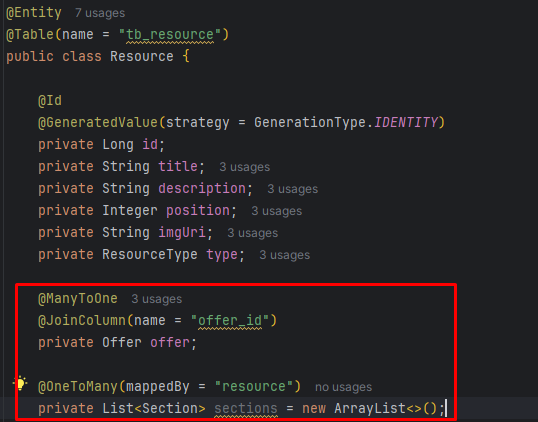 @Entity 7 usages
@Table(name = "tb_resource")
public class Resource {
@Id
@GeneratedValue(strategy = GenerationType.IDENTITY)
private Long id;
private String title; 3 usages
private String description; 3 usages
private Integer position; 3 usages
private String imgUri; 3 usages
private ResourceType type; 3 usages
@ManyToOne 3 usages
@JoinColumn(name = "offer_id")
private Offer offer;
@OneToMany(mappedBy = "resource") no usages
private List<Section> sections = new ArrayList<>();